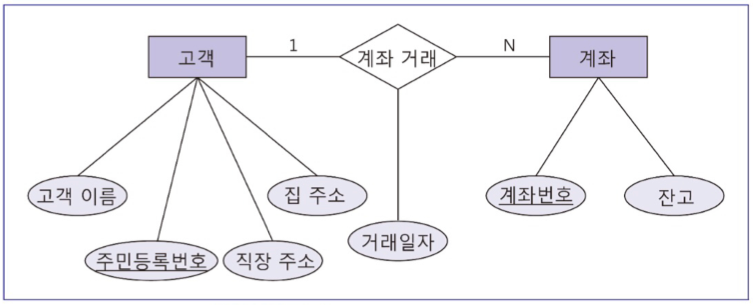 고객
1
계좌 거래
N
계좌
고객 이름
집 주소
계좌번호
잔고
주민등록번호
직장 주소
거래일자